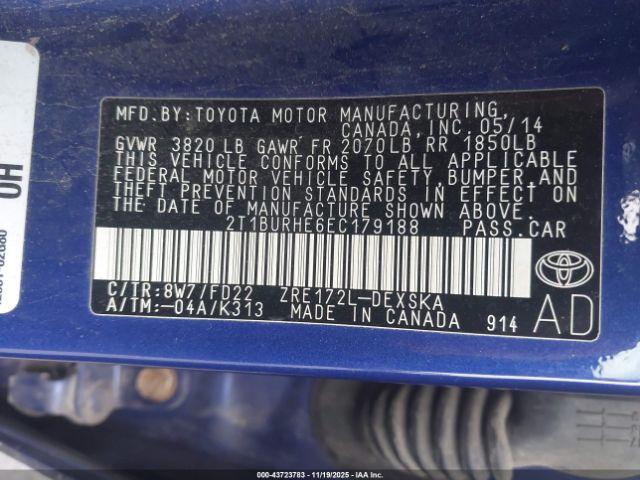 MFD.BY:TOYOTA MOTOR MANUFACTURING,
CANADA,INC. 05/14
GVWR 3820 LB GAWR FR 2070LB RR 1850LB
THIS VEHICLE CONFORMS TO ALL APPLICABLE
FEDERAL MOTOR VEHICLE SAFETY, BUMPER, AND
THEFT PREVENTION STANDARDS IN EFFECT ON
THE DATE OF MANUFACTURE SHOWN ABOVE.
2T1BURHE6EC179188 PASS.CAR
C/TR:8W7/FD22 ZRE172L-DEXSKA
A/TM:-04A/K313 MADE IN CANADA 914
AD
HO
000-43723783 - 11/19/2025 - IAA Inc.